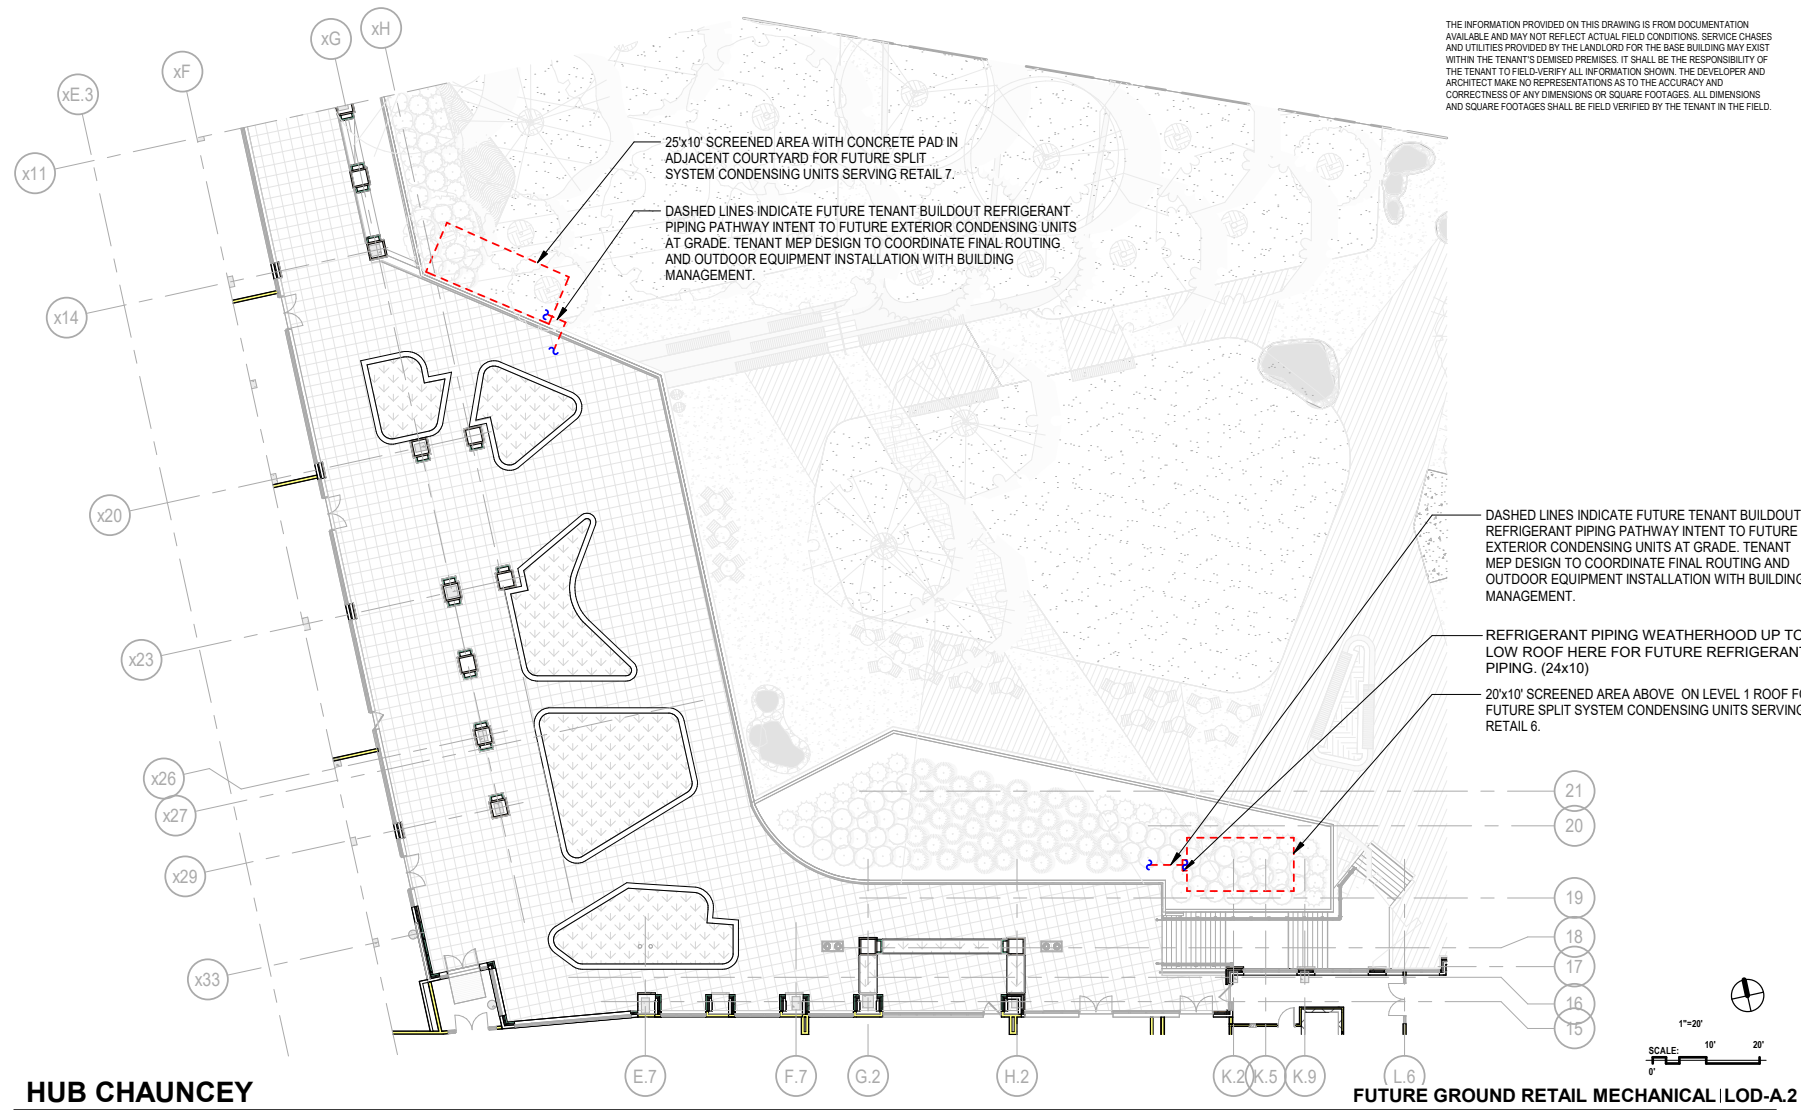 THE INFORMATION PROVIDED ON THIS DRAWING IS FROM DOCUMENTATION
AVAILABLE AND MAY NOT REFLECT ACTUAL FIELD CONDITIONS. SERVICE CHASES
AND UTILITIES PROVIDED BY THE LANDLORD FOR THE BASE BUILDING MAY EXIST
WITHIN THE TENANT'S DEMISED PREMISES. IT SHALL BE THE RESPONSIBILITY OF
THE TENANT TO FIELD-VERIFY ALL INFORMATION SHOWN. THE DEVELOPER AND
ARCHITECT MAKE NO REPRESENTATIONS AS TO THE ACCURACY AND
CORRECTNESS OF ANY DIMENSIONS OR SQUARE FOOTAGES. ALL DIMENSIONS
AND SQUARE FOOTAGES SHALL BE FIELD VERIFIED BY THE TENANT IN THE FIELD.
xH
xG
xF
xE.3
x11
x14
x20
x23
x26
x27
x29
x33
25'x10' SCREENED AREA WITH CONCRETE PAD IN
ADJACENT COURTYARD FOR FUTURE SPLIT
SYSTEM CONDENSING UNITS SERVING RETAIL 7.
DASHED LINES INDICATE FUTURE TENANT BUILDOUT REFRIGERANT
PIPING PATHWAY INTENT TO FUTURE EXTERIOR CONDENSING UNITS
AT GRADE. TENANT MEP DESIGN TO COORDINATE FINAL ROUTING
AND OUTDOOR EQUIPMENT INSTALLATION WITH BUILDING
MANAGEMENT.
DASHED LINES INDICATE FUTURE TENANT BUILDOUT
REFRIGERANT PIPING PATHWAY INTENT TO FUTURE
EXTERIOR CONDENSING UNITS AT GRADE. TENANT
MEP DESIGN TO COORDINATE FINAL ROUTING AND
OUTDOOR EQUIPMENT INSTALLATION WITH BUILDING
MANAGEMENT.
REFRIGERANT PIPING WEATHERHOOD UP TO
LOW ROOF HERE FOR FUTURE REFRIGERANT
PIPING. (24x10)
20'x10' SCREENED AREA ABOVE ON LEVEL 1 ROOF
FUTURE SPLIT SYSTEM CONDENSING UNITS SERVING
RETAIL 6.
21
20
19
18
17
16
15
E.7
F.7
G.2
H.2
K.2
K.5
K.9
L.6
1"=20'
SCALE:
10'
20'
0'
HUB CHAUNCEY
FUTURE GROUND RETAIL MECHANICAL LOD-A.2